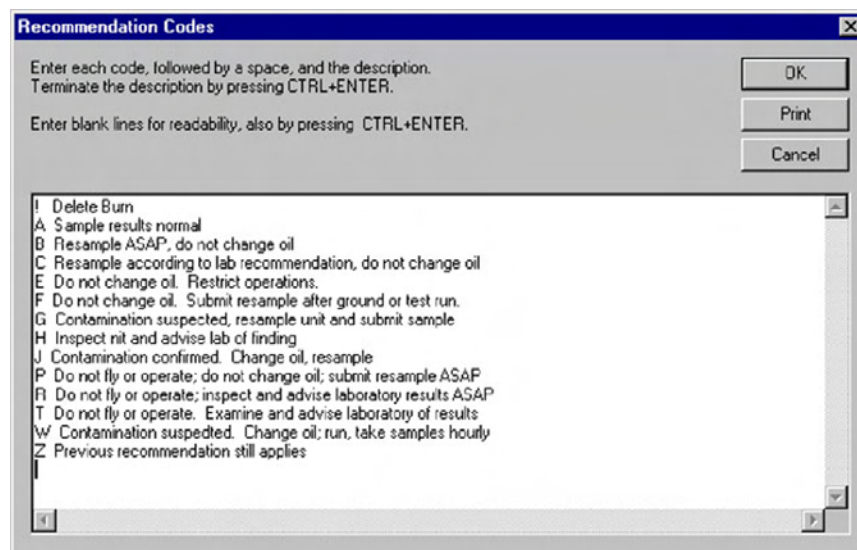 Recommendation Codes
Enter each code, followed by a space, and the description.
Terminate the description by pressing CTRL+ENTER.
Enter blank lines for readability, also by pressing CTRL+ENTER.
OK
Print
Cancel
! Delete Burn
A Sample results normal
B Resample ASAP, do not change oil
C Resample according to lab recommendation, do not change oil
E Do not change oil. Restrict operations.
F Do not change oil. Submit resample after ground or test run.
G Contamination suspected, resample unit and submit sample
H Inspect nit and advise lab of finding
J Contamination confirmed. Change oil, resample
P Do not fly or operate; do not change oil; submit resample ASAP
R Do not fly or operate; inspect and advise laboratory results ASAP
T Do not fly or operate. Examine and advise laboratory of results
W Contamination suspedted. Change oil; run, take samples hourly
Z Previous recommendation still applies